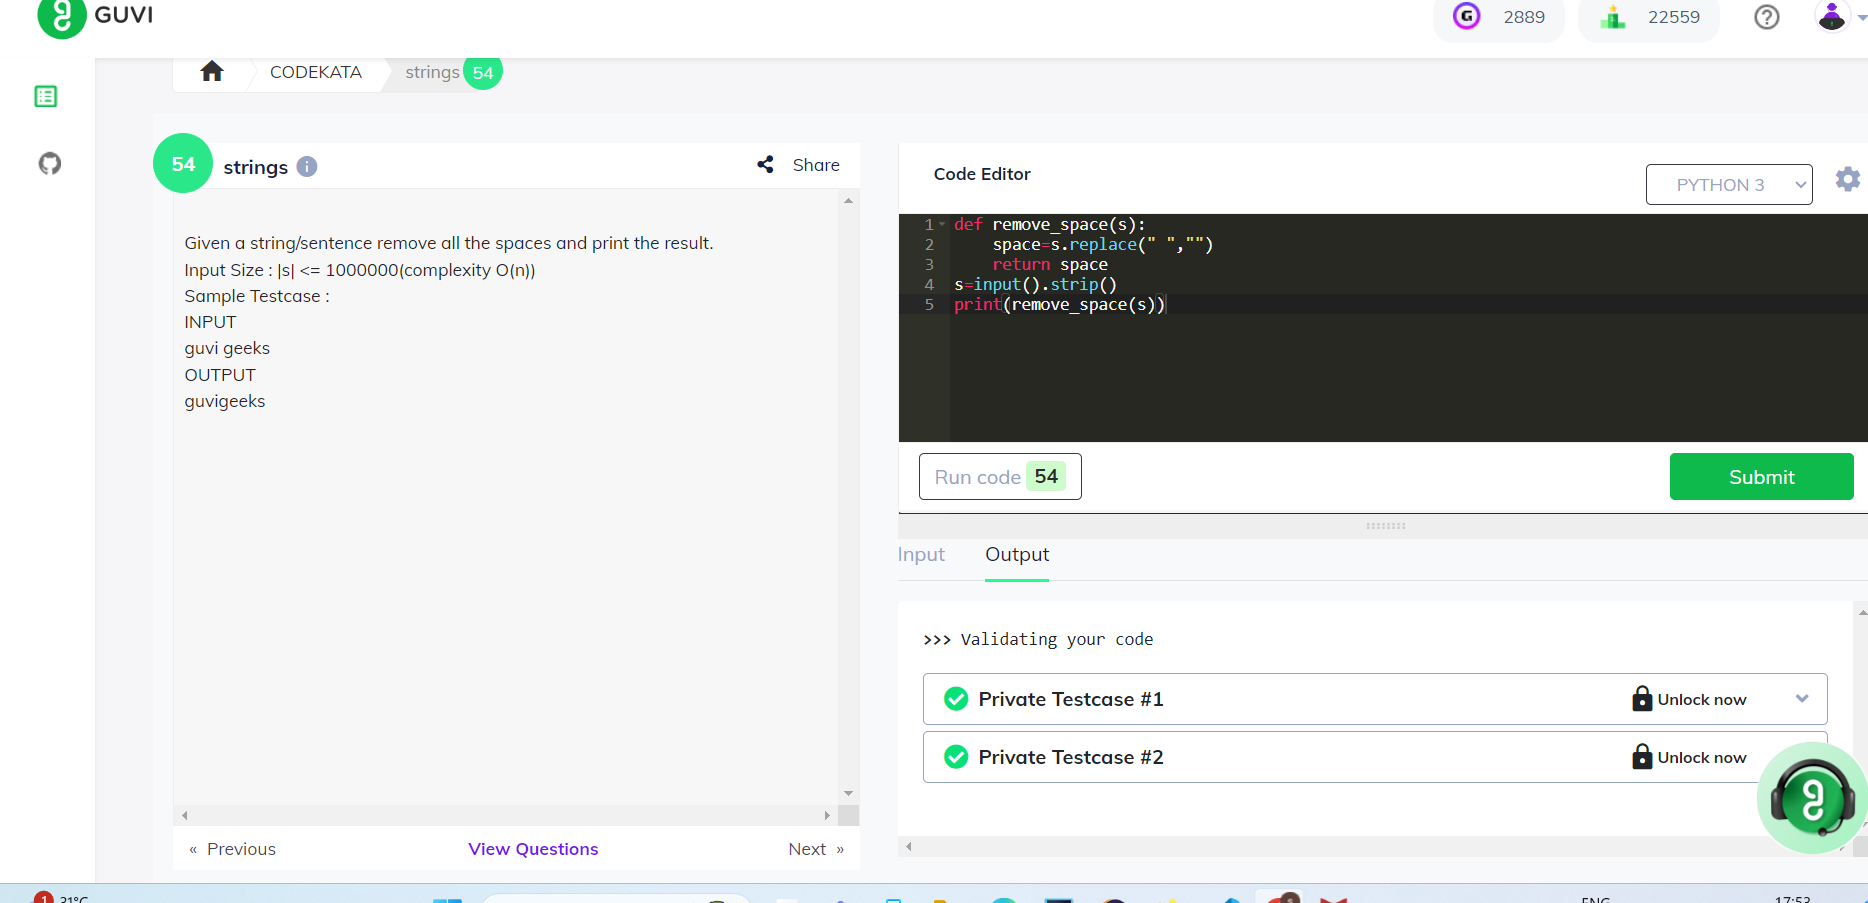 GUVI
2889
22559
CODEKATA
strings 54
54
strings
Share
Given a string/sentence remove all the spaces and print the result.
Input Size : |s| <= 1000000(complexity O(n))
Sample Testcase :
INPUT
guvi geeks
OUTPUT
guvigeeks
« Previous
View Questions
Next »
Code Editor
PYTHON 3
1 def remove_space(s):
2 space=s.replace(" ","")
3 return space
4 s=input().strip()
5 print(remove_space(s))
Run code 54
Submit
Input
Output
>>> Validating your code
Private Testcase #1
Unlock now
Private Testcase #2
Unlock now
1
31°C
ENG
17:53